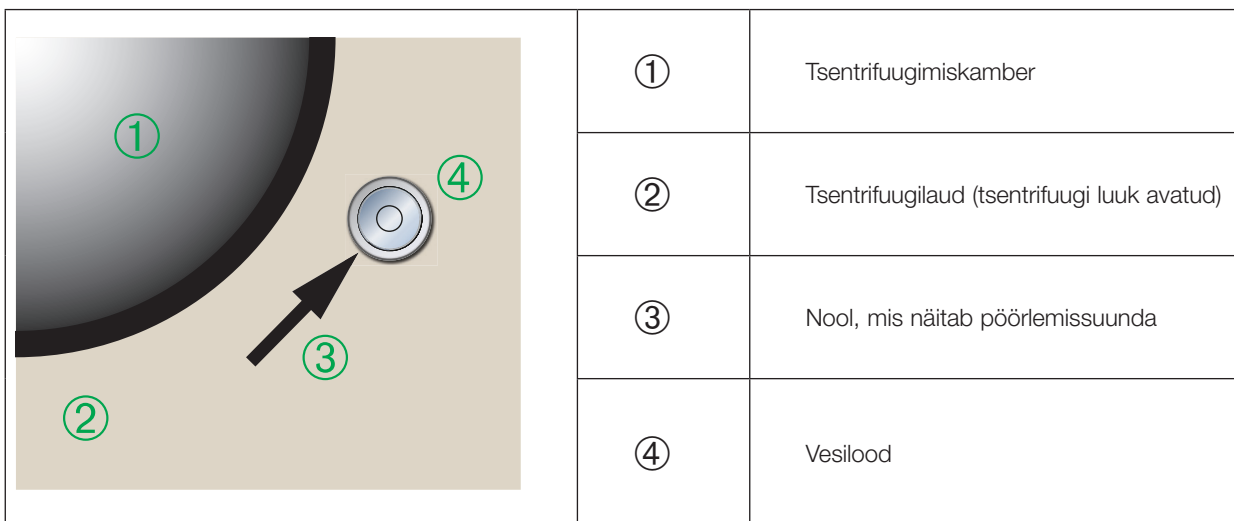 ①
④
③
②
① Tsentrifuugimiskamber
② Tsentrifuugilaud (tsentrifuugi luuk avatud)
③ Nool, mis näitab pöörlemissuunda
④ Vesilood